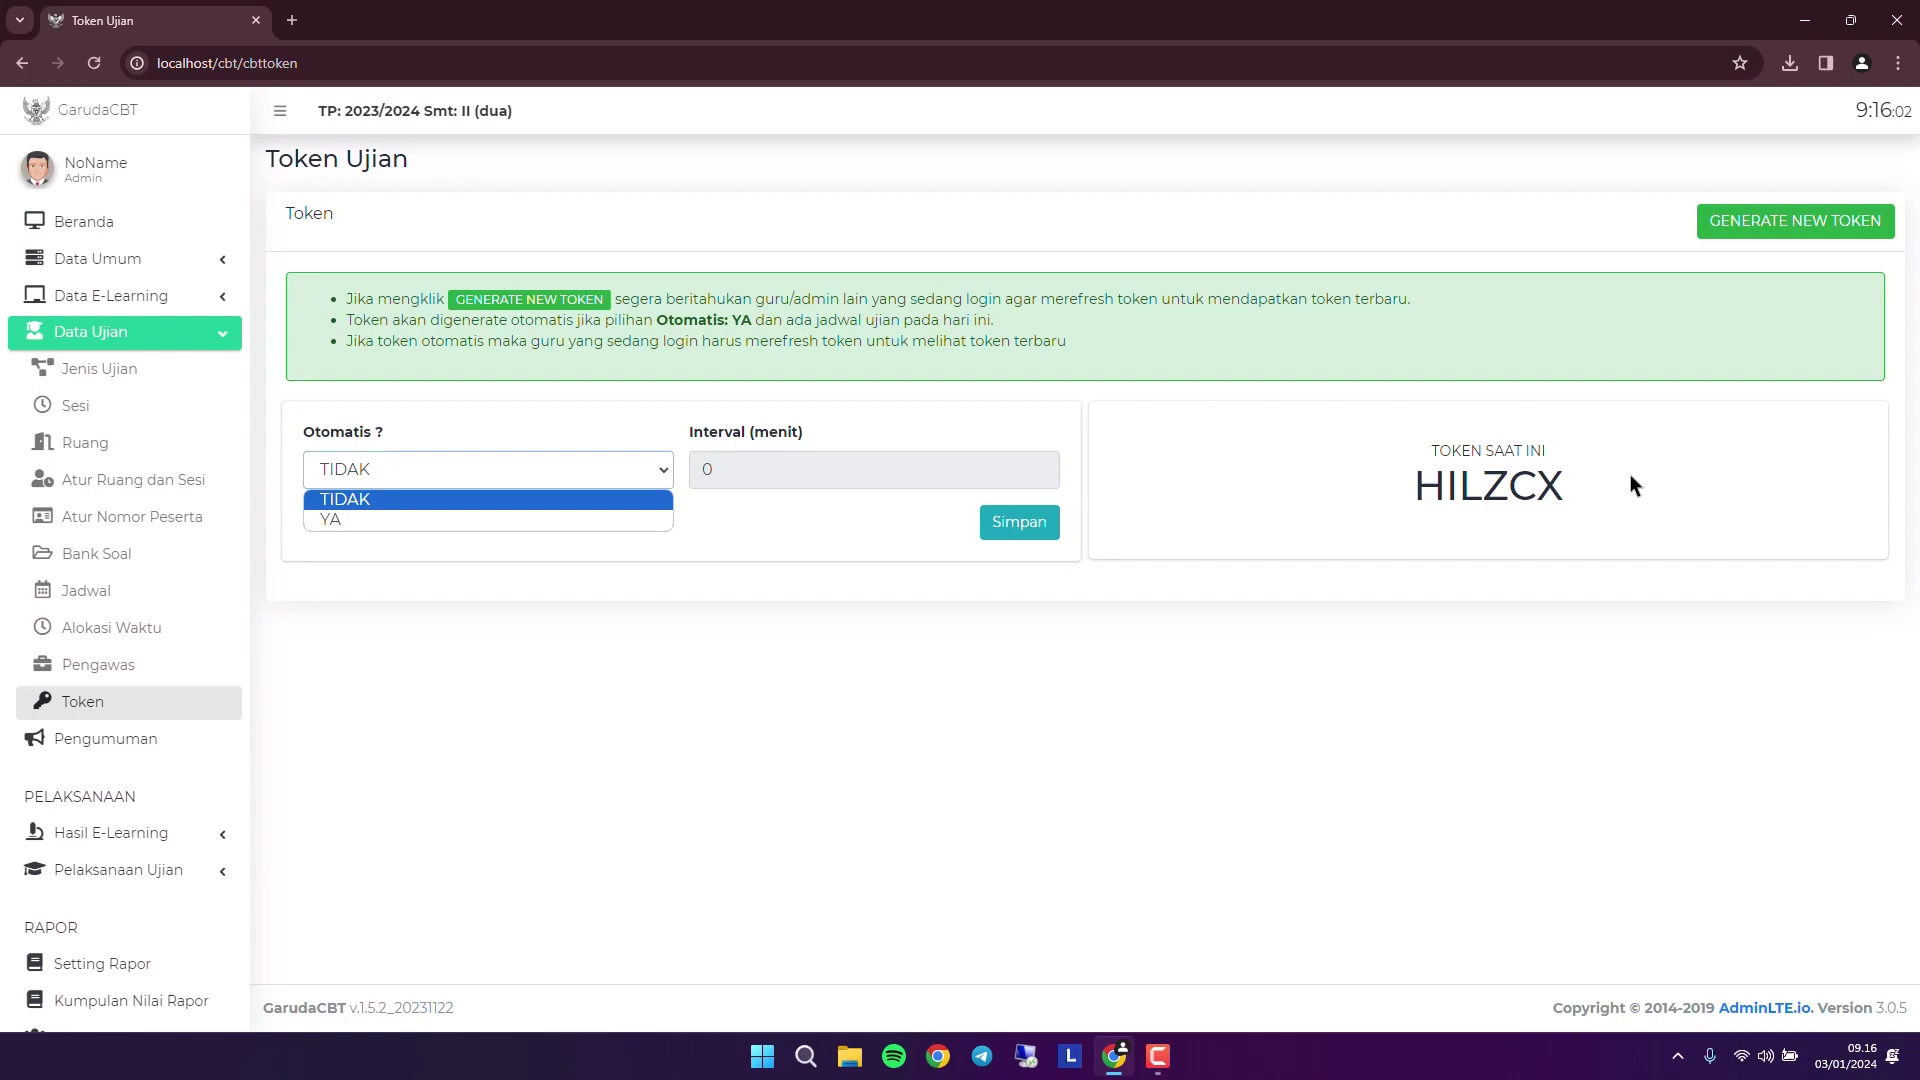 Token Ujian
localhost/cbt/cbttoken
GarudaCBT
TP: 2023/2024 Smt: II (dua)
9:16:02
NoName
Admin
Beranda
Data Umum
Data E-Learning
Data Ujian
Jenis Ujian
Sesi
Ruang
Atur Ruang dan Sesi
Atur Nomor Peserta
Bank Soal
Jadwal
Alokasi Waktu
Pengawas
Token
Pengumuman
PELAKSANAAN
Hasil E-Learning
Pelaksanaan Ujian
RAPOR
Setting Rapor
Kumpulan Nilai Rapor
Token Ujian
Token
GENERATE NEW TOKEN
Jika mengklik GENERATE NEW TOKEN segera beritahukan guru/admin lain yang sedang login agar merefresh token untuk mendapatkan token terbaru.
Token akan digenerate otomatis jika pilihan Otomatis: YA dan ada jadwal ujian pada hari ini.
Jika token otomatis maka guru yang sedang login harus merefresh token untuk melihat token terbaru
Otomatis ?
Interval (menit)
TIDAK
0
TIDAK
YA
Simpan
TOKEN SAAT INI
HILZCX
GarudaCBT v.1.5.2_20231122
Copyright © 2014-2019 AdminLTE.io. Version 3.0.5
L
09.16
03/01/2024